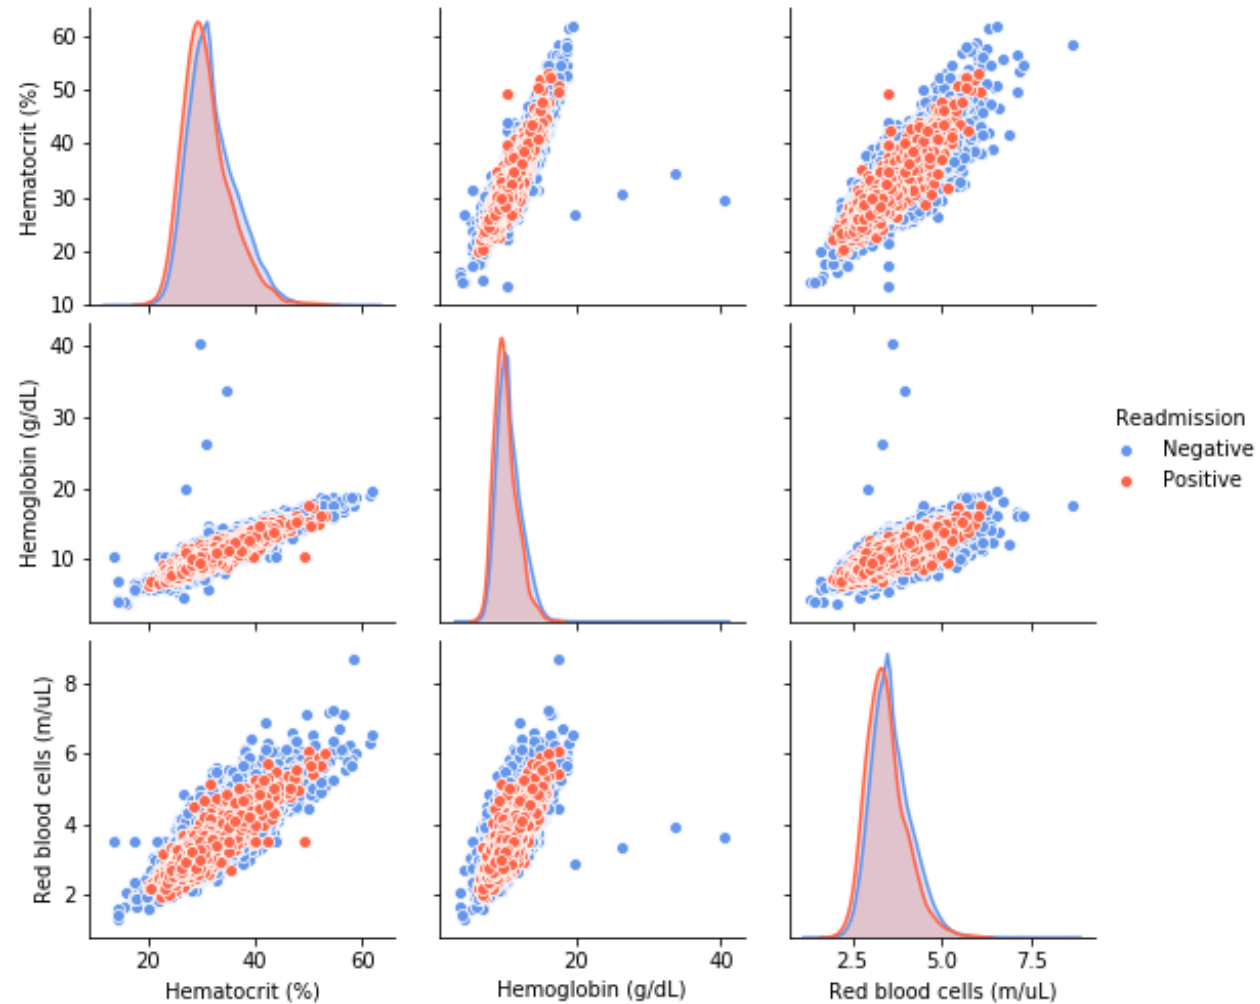 60
50
40
30
20
10
Hematocrit (%)
40
30
20
10
Hemoglobin (g/dL)
Readmission
Negative
Positive
8
6
4
2
Red blood cells (m/uL)
20 40 60
20 40
2.5 5.0 7.5
Hematocrit (%)
Hemoglobin (g/dL)
Red blood cells (m/uL)